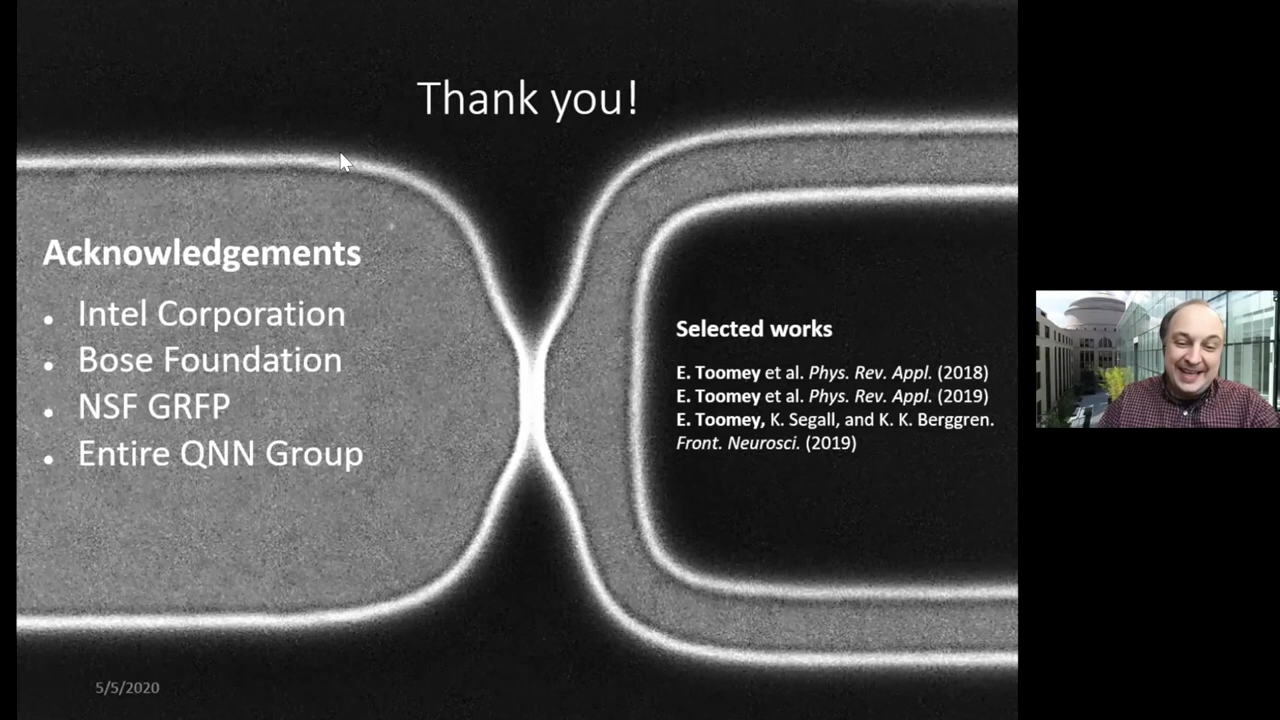 Thank you!
Acknowledgements
• Intel Corporation
• Bose Foundation
• NSF GRFP
• Entire QNN Group
Selected works
E. Toomey et al. Phys. Rev. Appl. (2018)
E. Toomey et al. Phys. Rev. Appl. (2019)
E. Toomey, K. Segall, and K. K. Berggren.
Front. Neurosci. (2019)
5/5/2020